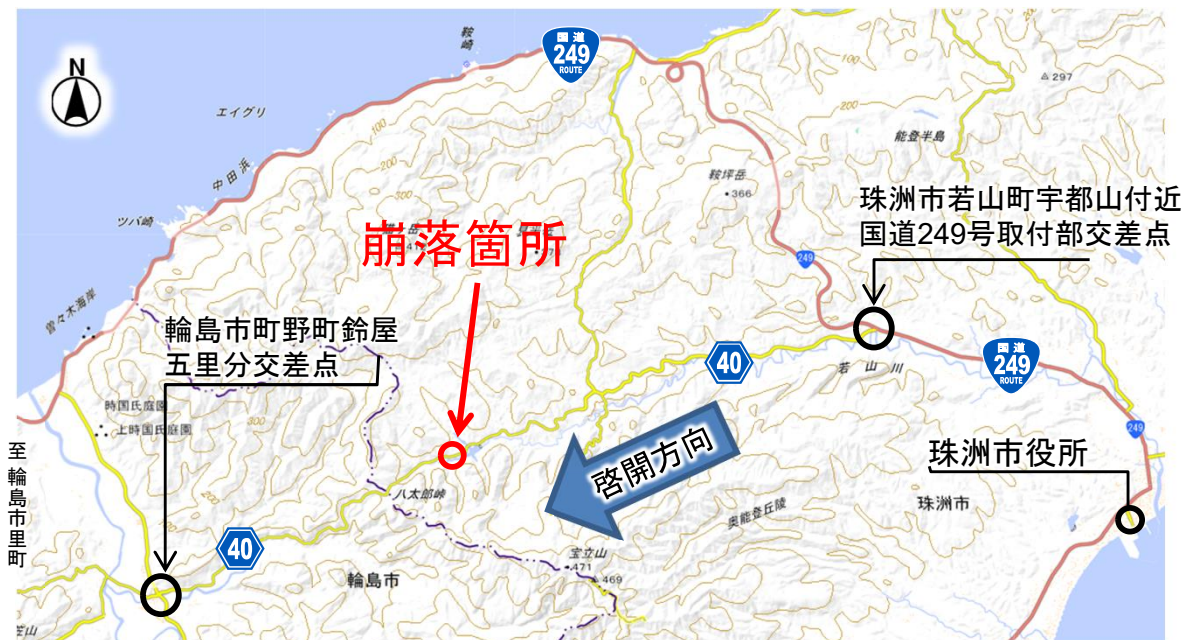 鞍崎
国道
249
ROUTE
N
297
200
エイグリ
100
200
能登半島
中田浜
鞍坪岳
366
珠洲市若山町宇都山付近
国道249号取付部交差点
ツバ崎
崩落箇所
249
曽々木海岸
輪島市町野町鈴屋
五里分交差点
40
若山川
国道
249
ROUTE
時国氏庭園
上時国氏庭園
300
200
249
至 輪島市里町
啓開方向
珠洲市役所
八太郎峠
奥能登丘陵
珠洲市
40
宝立山
471
469
輪島市